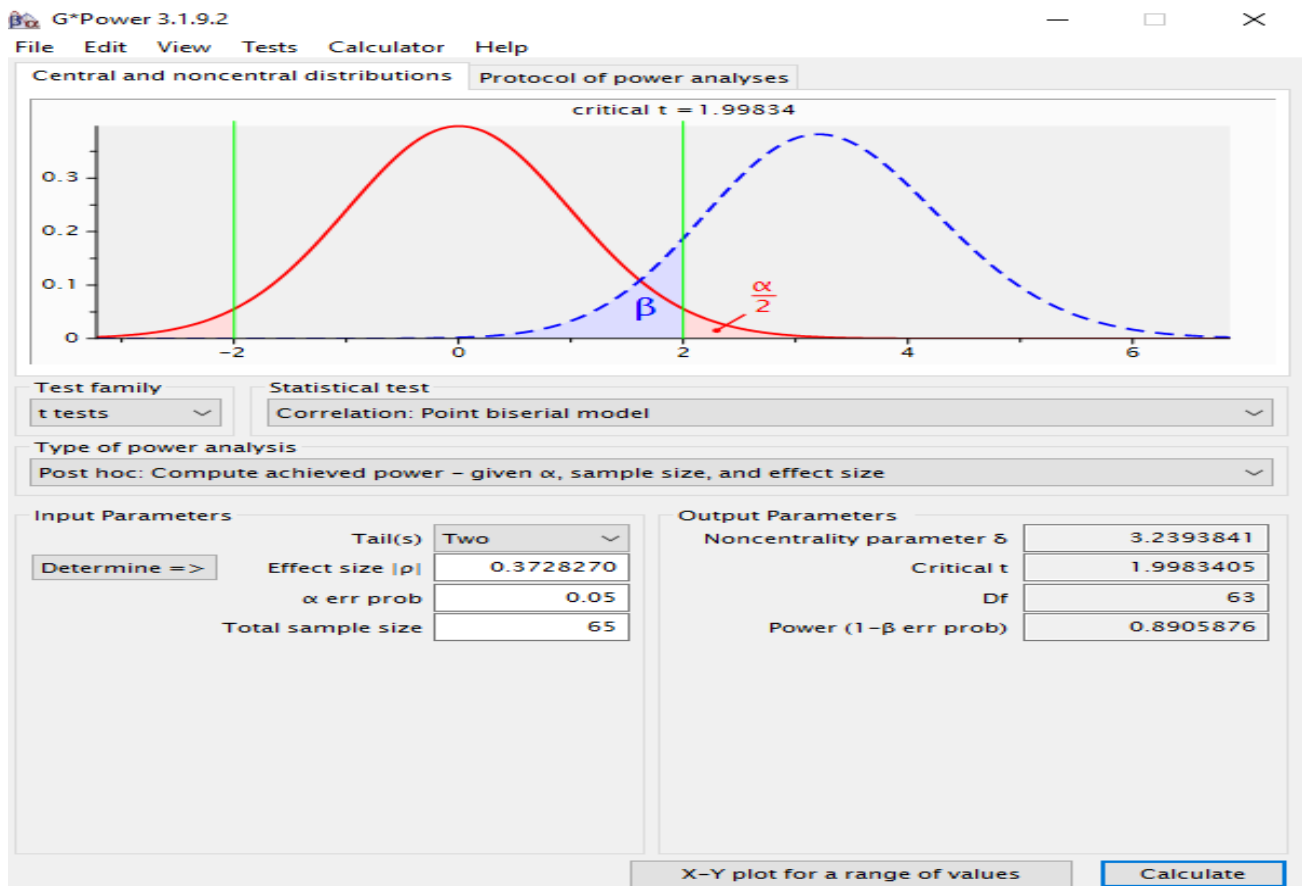 βα G*Power 3.1.9.2
File Edit View Tests Calculator Help
Central and noncentral distributions Protocol of power analyses
critical t = 1.99834
0.3
0.2
0.1
0
β
α
2
-2 0 2 4 6
Test family Statistical test
t tests Correlation: Point biserial model
Type of power analysis
Post hoc: Compute achieved power – given α, sample size, and effect size
Input Parameters Output Parameters
Tail(s) Two Noncentrality parameter δ 3.2393841
Determine => Effect size |ρ| 0.3728270 Critical t 1.9983405
α err prob 0.05 Df 63
Total sample size 65 Power (1-β err prob) 0.8905876
X-Y plot for a range of values Calculate